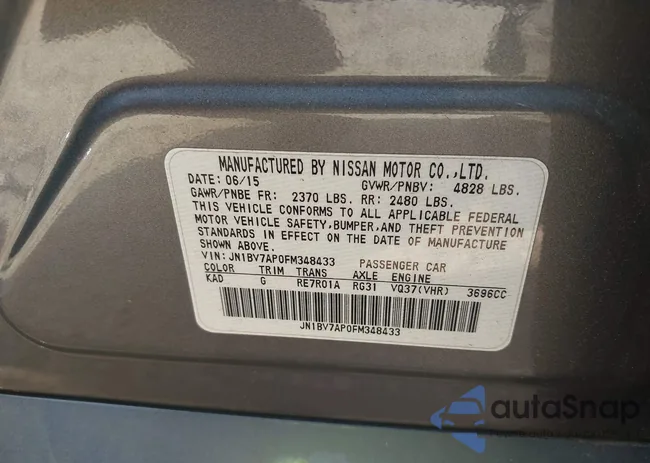 MANUFACTURED BY NISSAN MOTOR CO.,LTD.
DATE: 06/15 GVWR/PNBV: 4828 LBS.
GAWR/PNBE FR: 2370 LBS. RR: 2480 LBS.
THIS VEHICLE CONFORMS TO ALL APPLICABLE FEDERAL
MOTOR VEHICLE SAFETY,BUMPER,AND THEFT PREVENTION
STANDARDS IN EFFECT ON THE DATE OF MANUFACTURE
SHOWN ABOVE.
VIN: JN1BV7AP0FM348433 PASSENGER CAR
COLOR TRIM TRANS AXLE ENGINE
KAD G RE7R01A RG31 VQ37(VHR) 3696CC
JN1BV7AP0FM348433
autoSnap